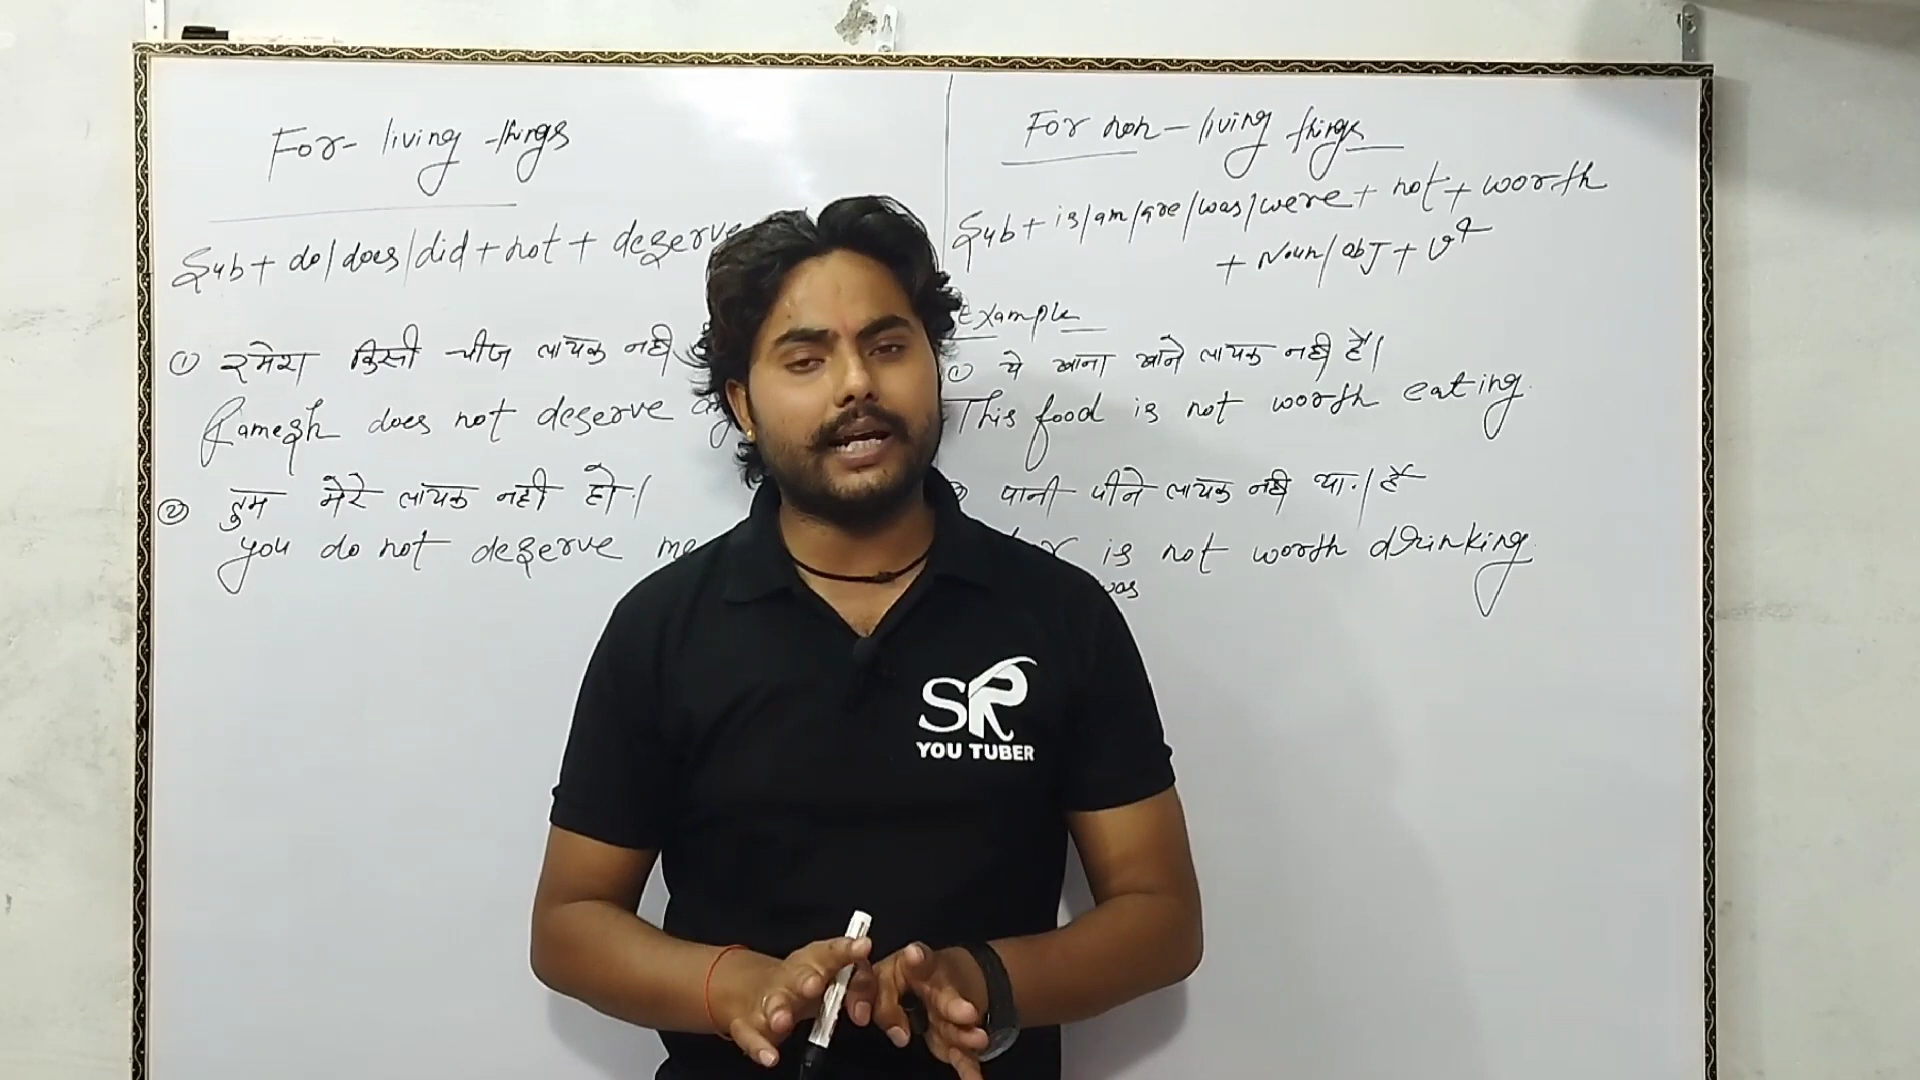 For- living things
Sub + do/does/did + not + deserve
① रमेश किसी चीज लायक नही
Ramesh does not deserve
② तुम मेरे लायक नही हो।
you do not deserve me
For non-living things
Sub + is/am/are/was/were + not + worth
+ Noun/obj + v⁴
Example
① ये खाना खाने लायक नही है।
This food is not worth eating.
पानी पीने लायक नही था।/है
is not worth drinking.
was
SR
YOU TUBER